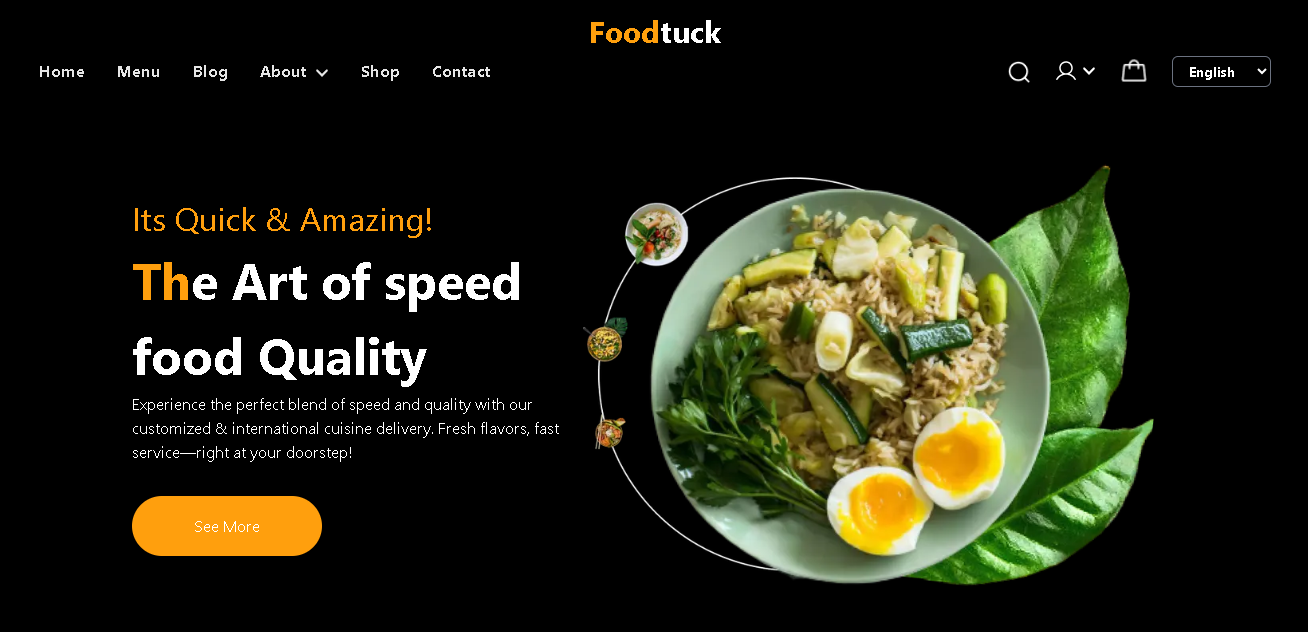 Foodtuck
Home Menu Blog About Shop Contact English
Its Quick & Amazing!
The Art of speed
food Quality
Experience the perfect blend of speed and quality with our
customized & international cuisine delivery. Fresh flavors, fast
service—right at your doorstep!
See More